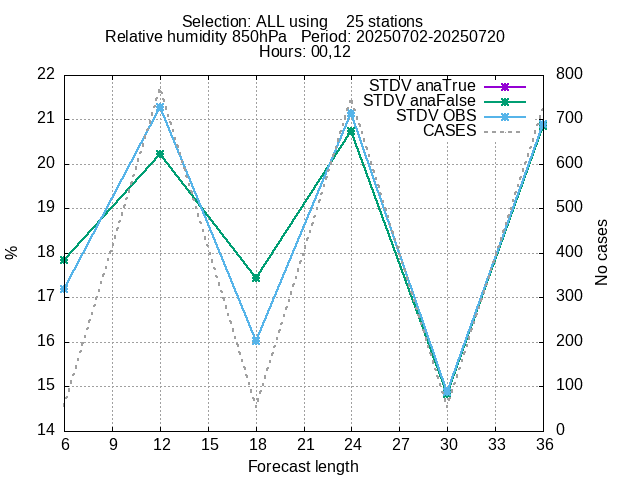 Selection: ALL using    25 stations
Relative humidity 850hPa   Period: 20250702-20250720
Hours: 00,12
STDV anaTrue
STDV anaFalse
STDV OBS
CASES
22
21
20
19
18
17
16
15
14
800
700
600
500
400
300
200
100
0
%
No cases
6 9 12 15 18 21 24 27 30 33 36
Forecast length